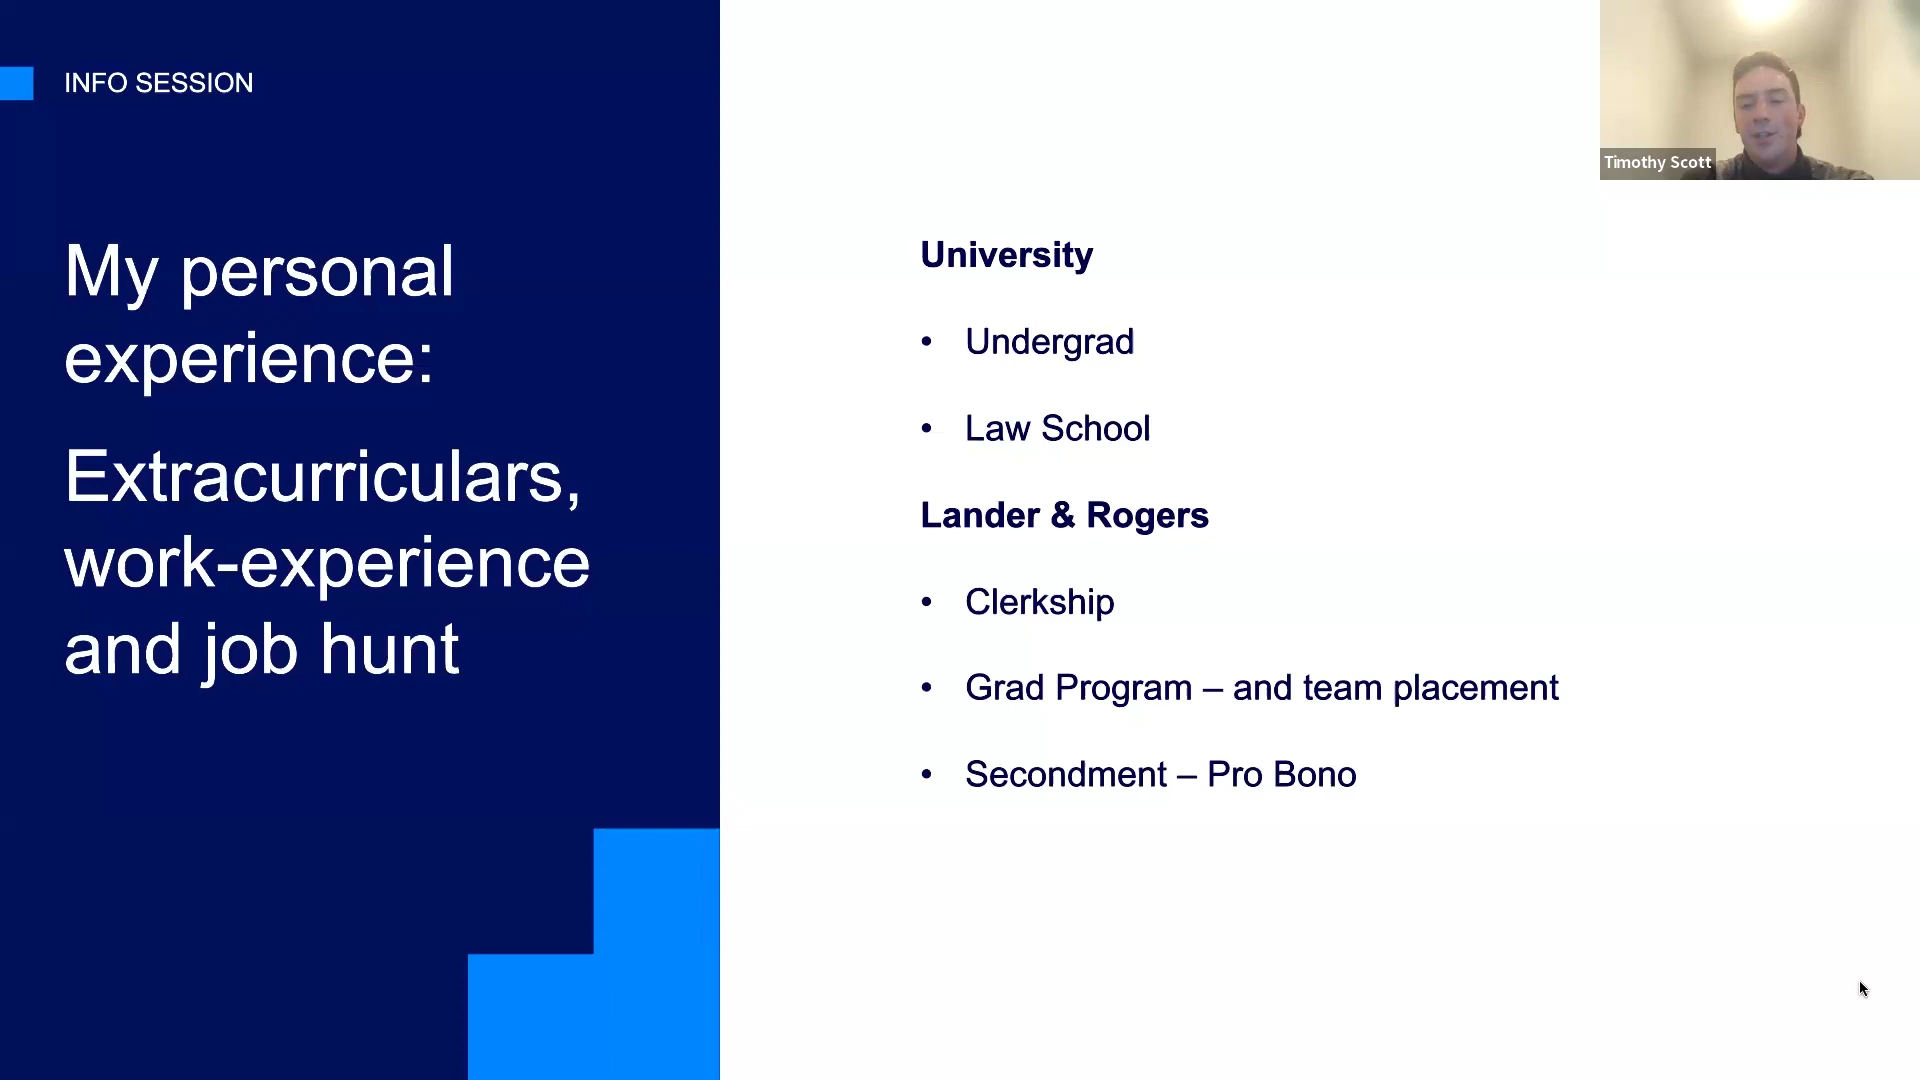 INFO SESSION
My personal
experience:
Extracurriculars,
work-experience
and job hunt
University
• Undergrad
• Law School
Lander & Rogers
• Clerkship
• Grad Program – and team placement
• Secondment – Pro Bono
Timothy Scott